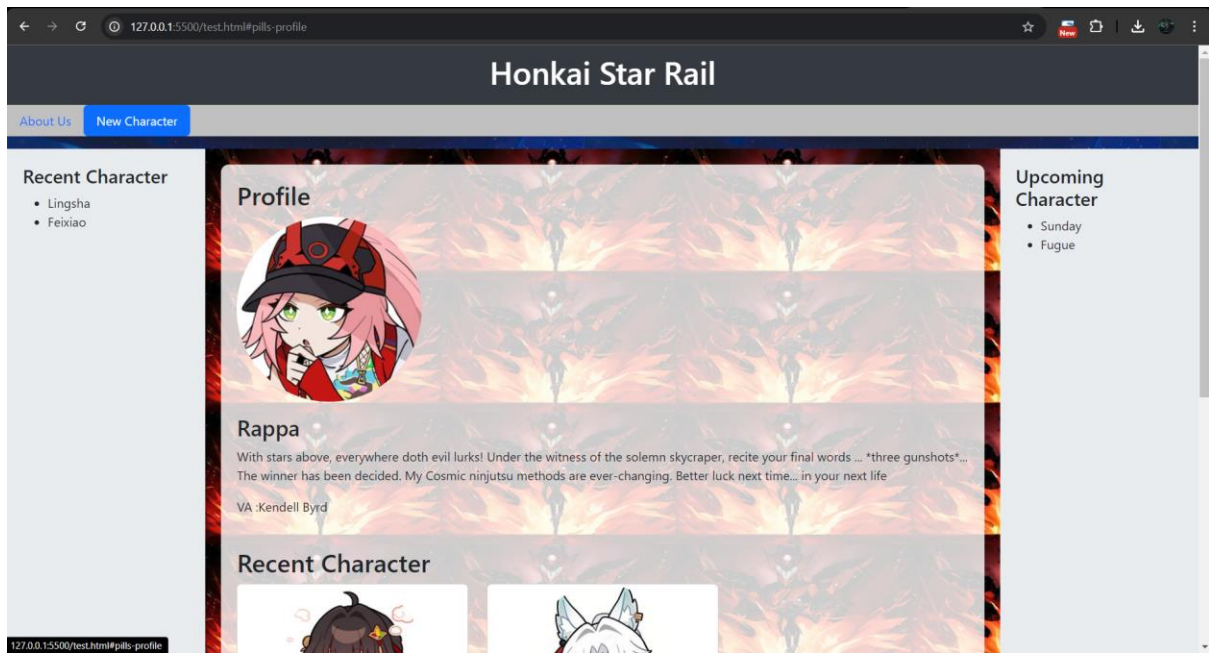 127.0.0.1:5500/test.html#pills-profile
New
Honkai Star Rail
About Us
New Character
Recent Character
Lingsha
Feixiao
Profile
Rappa
With stars above, everywhere doth evil lurks! Under the witness of the solemn skycraper, recite your final words ... *three gunshots*...
The winner has been decided. My Cosmic ninjutsu methods are ever-changing. Better luck next time... in your next life
VA :Kendell Byrd
Recent Character
Upcoming
Character
Sunday
Fugue
127.0.0.1:5500/test.html#pills-profile